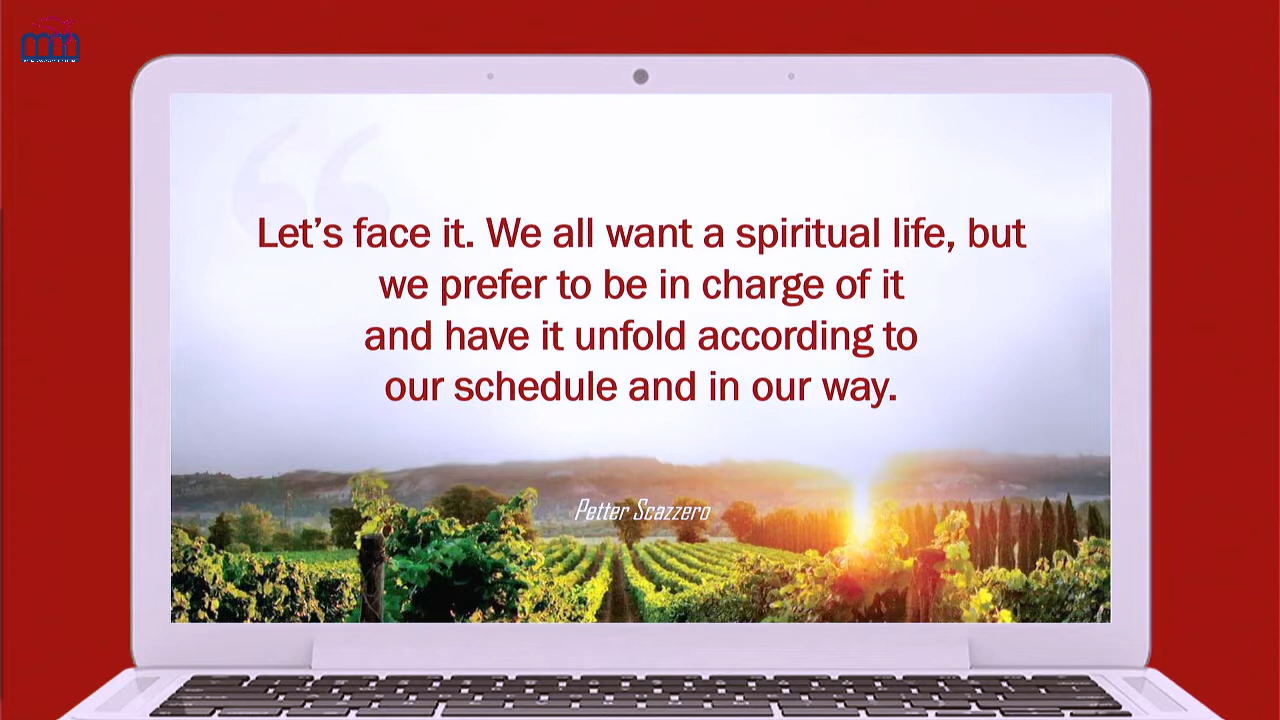 Let’s face it. We all want a spiritual life, but
we prefer to be in charge of it
and have it unfold according to
our schedule and in our way.
Petter Scazzero